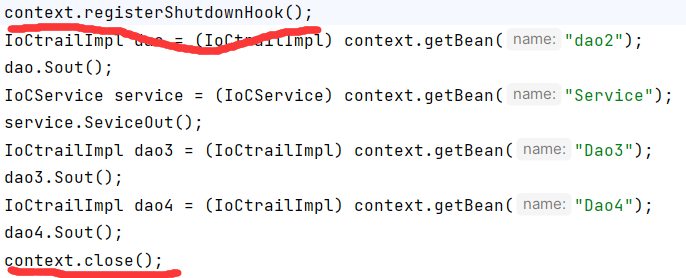 context.registerShutdownHook();
IoCtrailImpl dao = (IoCtrailImpl) context.getBean( name: "dao2");
dao.Sout();
IoCService service = (IoCService) context.getBean( name: "Service");
service.SeviceOut();
IoCtrailImpl dao3 = (IoCtrailImpl) context.getBean( name: "Dao3");
dao3.Sout();
IoCtrailImpl dao4 = (IoCtrailImpl) context.getBean( name: "Dao4");
dao4.Sout();
context.close();